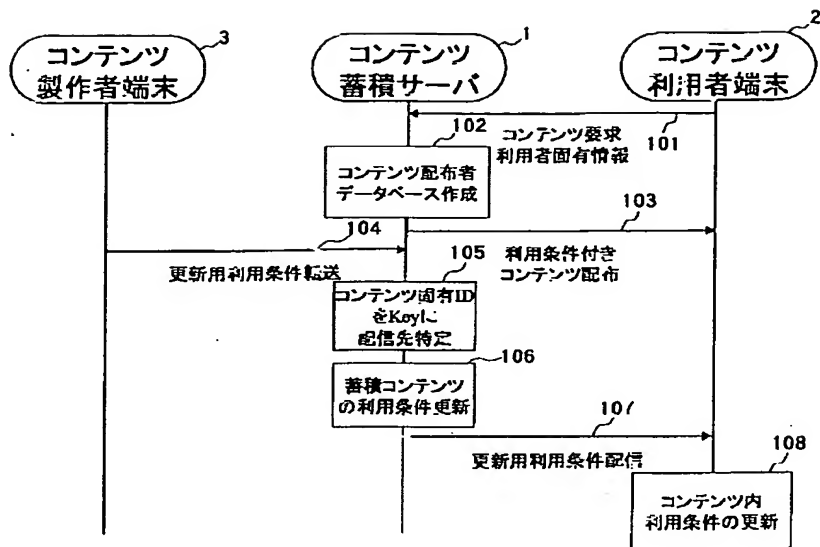 3
コンテンツ
製作者端末
1
コンテンツ
蓄積サーバ
2
コンテンツ
利用者端末
101
コンテンツ要求
利用者固有情報
102
コンテンツ配布者
データベース作成
103
利用条件付き
コンテンツ配布
104
更新用利用条件転送
105
コンテンツ固有ID
をKeyに
配信先特定
106
蓄積コンテンツ
の利用条件更新
107
更新用利用条件配信
108
コンテンツ内
利用条件の更新